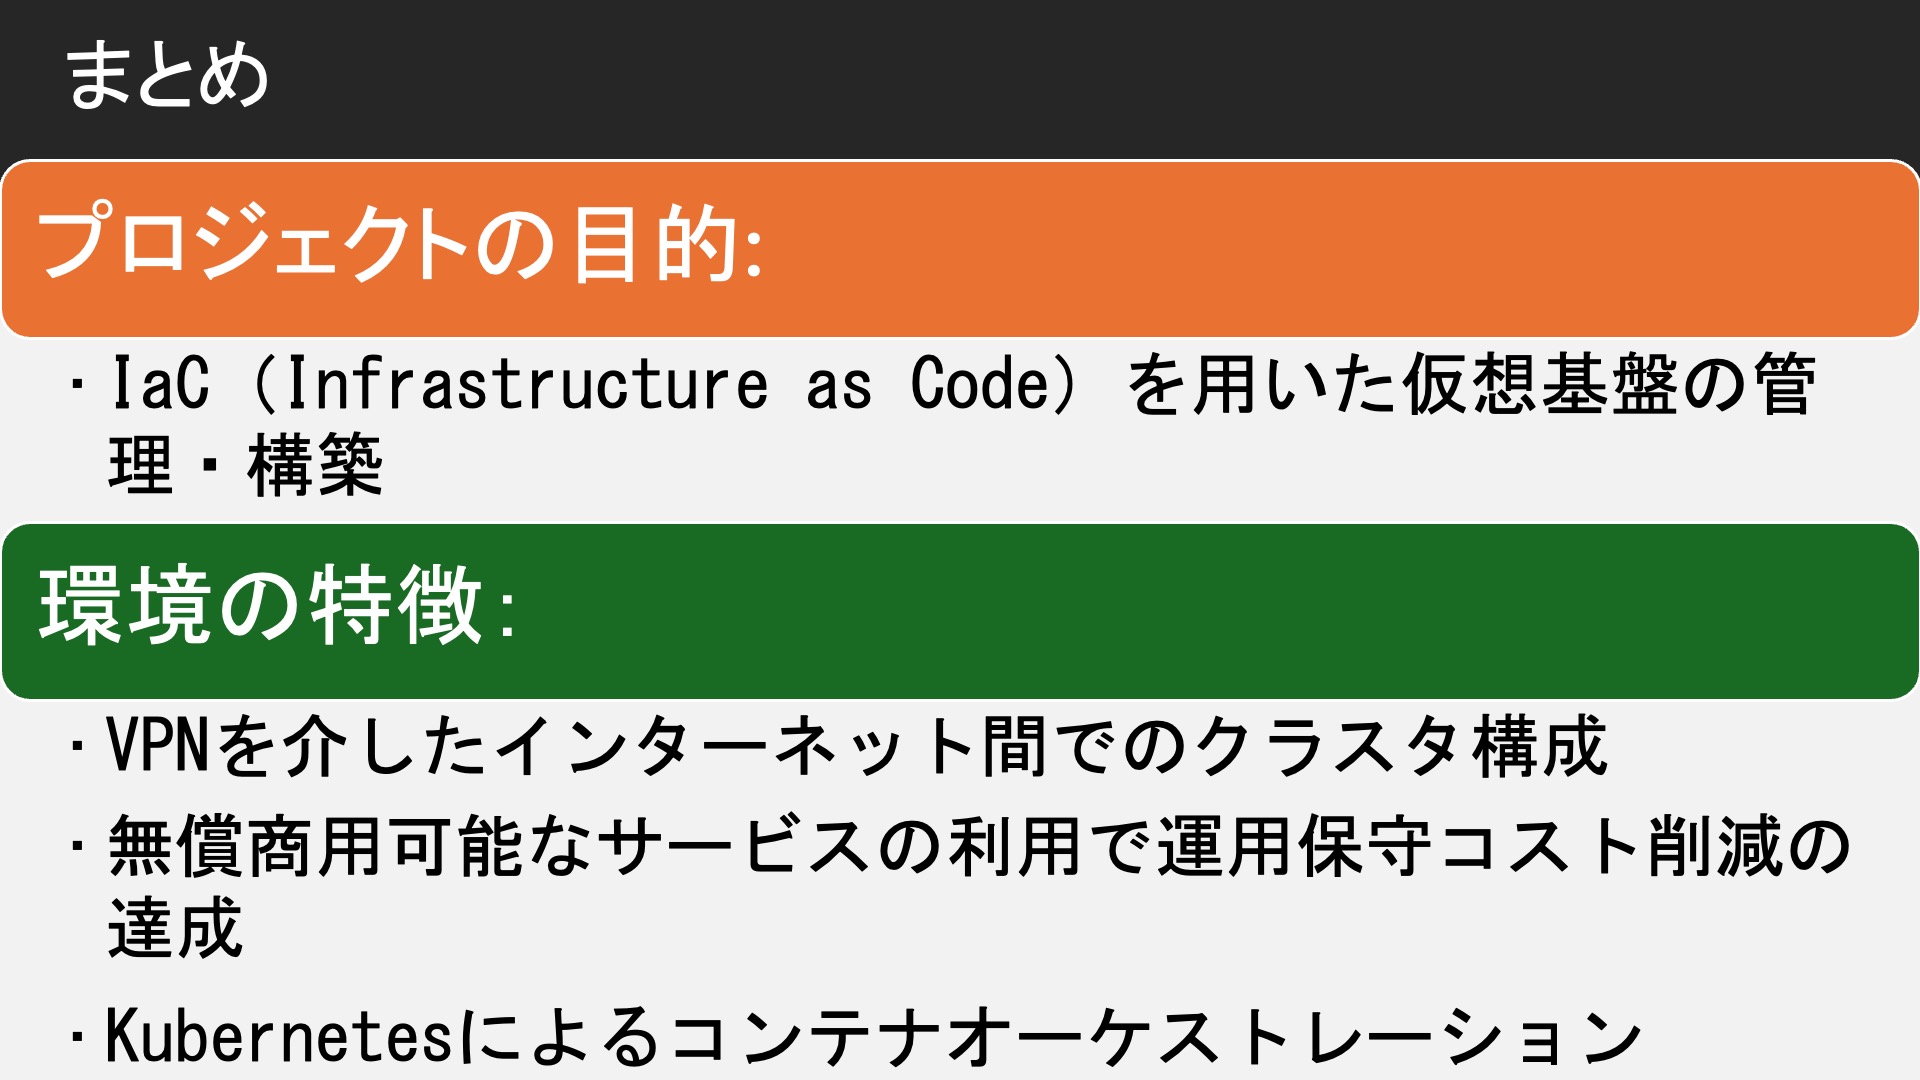 まとめ
プロジェクトの目的:
・IaC（Infrastructure as Code）を用いた仮想基盤の管
理・構築
環境の特徴:
・VPNを介したインターネット間でのクラスタ構成
・無償商用可能なサービスの利用で運用保守コスト削減の
達成
・Kubernetesによるコンテナオーケストレーション